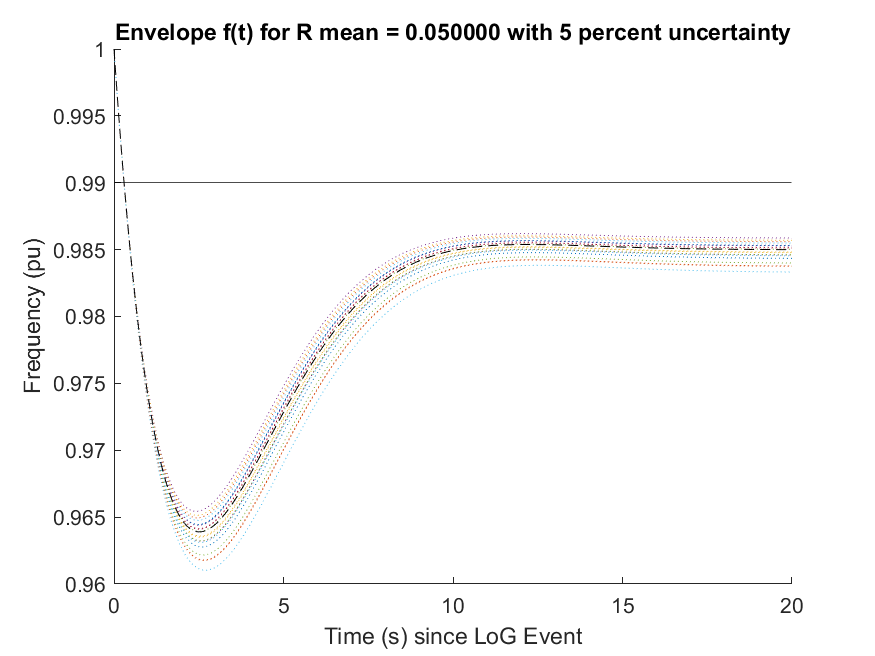 Envelope f(t) for R mean = 0.050000 with 5 percent uncertainty
1
0.995
0.99
0.985
0.98
0.975
0.97
0.965
0.96
Frequency (pu)
0 5 10 15 20
Time (s) since LoG Event